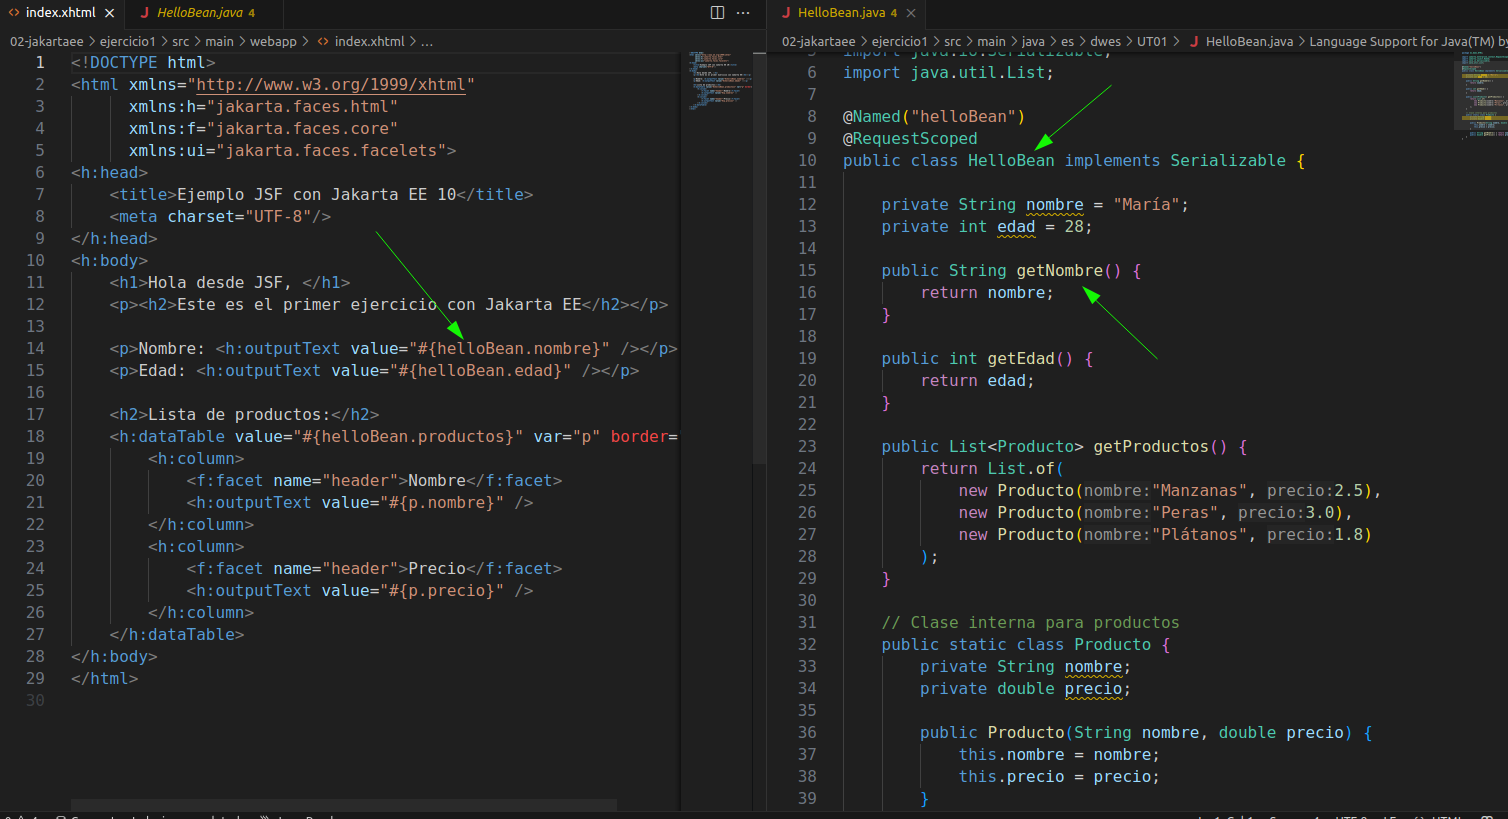 index.xhtml HelloBean.java 4
02-jakartaee > ejercicio1 > src > main > webapp > index.xhtml > ...
1 <!DOCTYPE html>
2 <html xmlns="http://www.w3.org/1999/xhtml"
3 xmlns:h="jakarta.faces.html"
4 xmlns:f="jakarta.faces.core"
5 xmlns:ui="jakarta.faces.facelets">
6 <h:head>
7 <title>Ejemplo JSF con Jakarta EE 10</title>
8 <meta charset="UTF-8"/>
9 </h:head>
10 <h:body>
11 <h1>Hola desde JSF, </h1>
12 <p><h2>Este es el primer ejercicio con Jakarta EE</h2></p>
13
14 <p>Nombre: <h:outputText value="#{helloBean.nombre}" /></p>
15 <p>Edad: <h:outputText value="#{helloBean.edad}" /></p>
16
17 <h2>Lista de productos:</h2>
18 <h:dataTable value="#{helloBean.productos}" var="p" border=
19 <h:column>
20 <f:facet name="header">Nombre</f:facet>
21 <h:outputText value="#{p.nombre}" />
22 </h:column>
23 <h:column>
24 <f:facet name="header">Precio</f:facet>
25 <h:outputText value="#{p.precio}" />
26 </h:column>
27 </h:dataTable>
28 </h:body>
29 </html>
30
HelloBean.java 4
02-jakartaee > ejercicio1 > src > main > java > es > dwes > UT01 > HelloBean.java > Language Support for Java(TM) by
import java.io.Serializable;
6 import java.util.List;
7
8 @Named("helloBean")
9 @RequestScoped
10 public class HelloBean implements Serializable {
11
12 private String nombre = "María";
13 private int edad = 28;
14
15 public String getNombre() {
16 return nombre;
17 }
18
19 public int getEdad() {
20 return edad;
21 }
22
23 public List<Producto> getProductos() {
24 return List.of(
25 new Producto(nombre:"Manzanas", precio:2.5),
26 new Producto(nombre:"Peras", precio:3.0),
27 new Producto(nombre:"Plátanos", precio:1.8)
28 );
29 }
30
31 // Clase interna para productos
32 public static class Producto {
33 private String nombre;
34 private double precio;
35
36 public Producto(String nombre, double precio) {
37 this.nombre = nombre;
38 this.precio = precio;
39 }